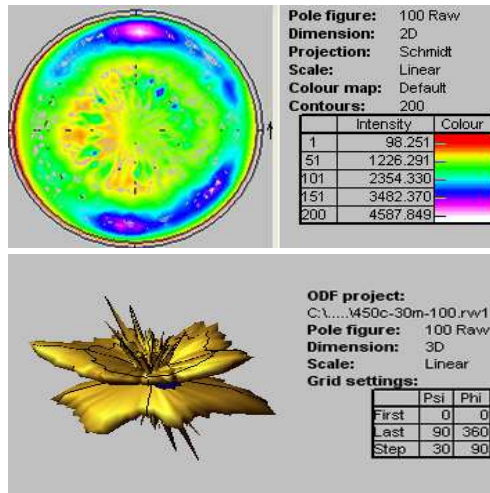 Pole figure: 100 Raw
Dimension: 2D
Projection: Schmidt
Scale: Linear
Colour map: Default
Contours: 200
Intensity Colour
1 98.251
51 1226.291
101 2354.330
151 3482.370
200 4587.849
ODF project:
C:\.....\450c-30m-100.rw1
Pole figure: 100 Raw
Dimension: 3D
Scale: Linear
Grid settings:
Psi Phi
First 0 0
Last 90 360
Step 30 90